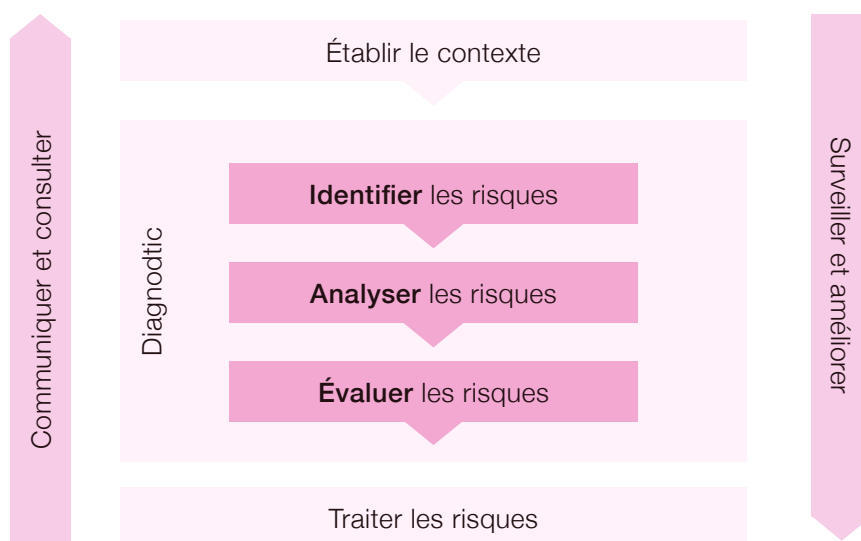 Établir le contexte
Communiquer et consulter
Diagnodtic
Identifier les risques
Analyser les risques
Évaluer les risques
Surveiller et améliorer
Traiter les risques